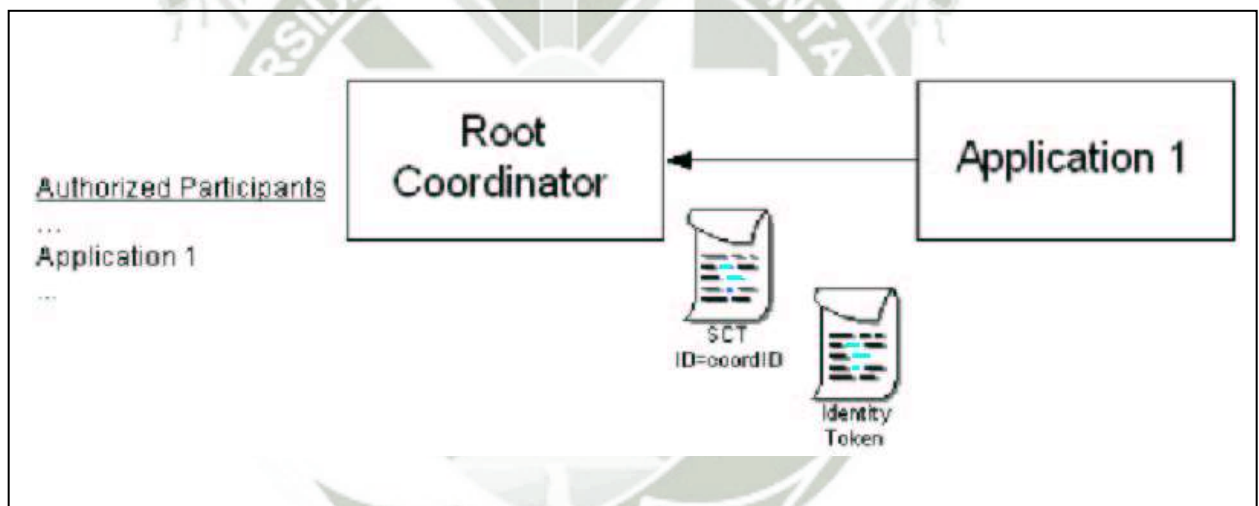 Root
Coordinator
Application 1
Authorized Participants
...
Application 1
...
SCT
ID=coordID
Identity
Token